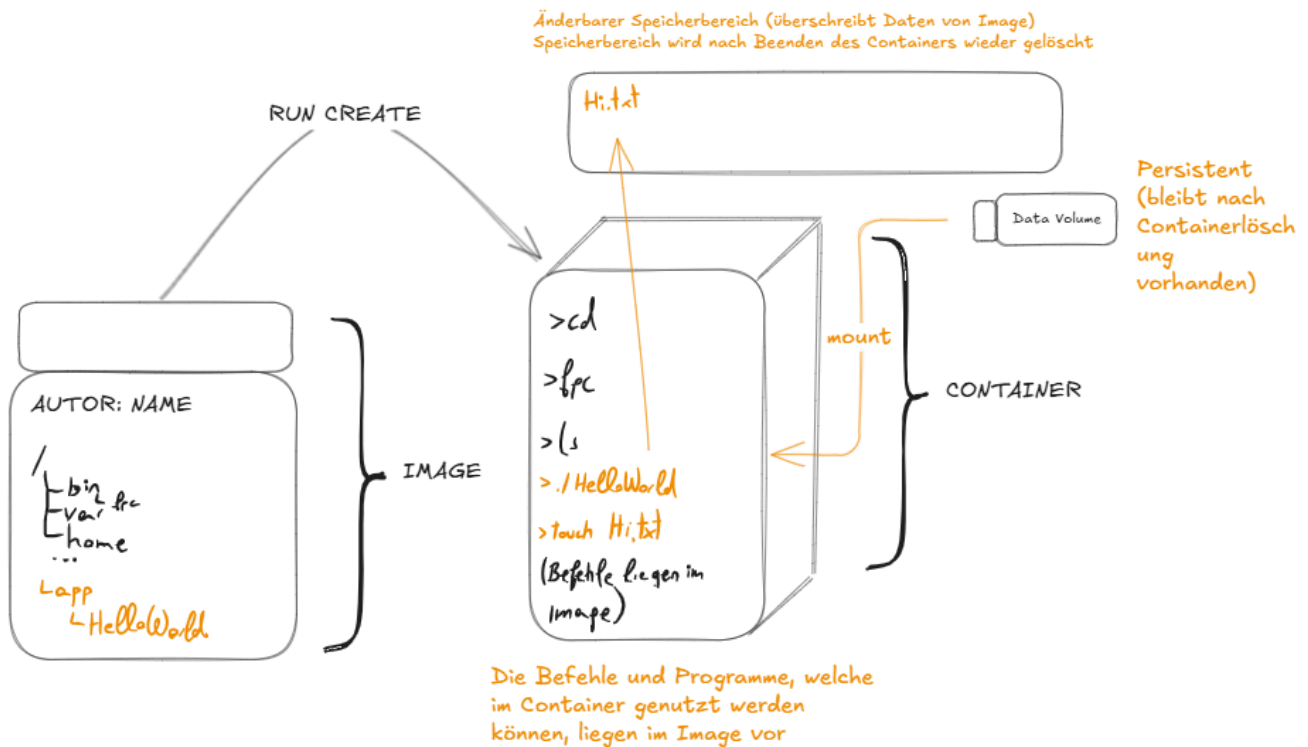 Änderbarer Speicherbereich (überschreibt Daten von Image)
Speicherbereich wird nach Beenden des Containers wieder gelöscht
Hi.txt
RUN CREATE
Persistent
(bleibt nach
Containerlösch
ung
vorhanden)
Data Volume
mount
CONTAINER
>cd
>fpc
>ls
>./HelloWorld
>touch Hi.txt
(Befehle liegen im
Image)
Die Befehle und Programme, welche
im Container genutzt werden
können, liegen im Image vor
AUTOR: NAME
/
bin
var
home
...
app
HelloWorld
IMAGE